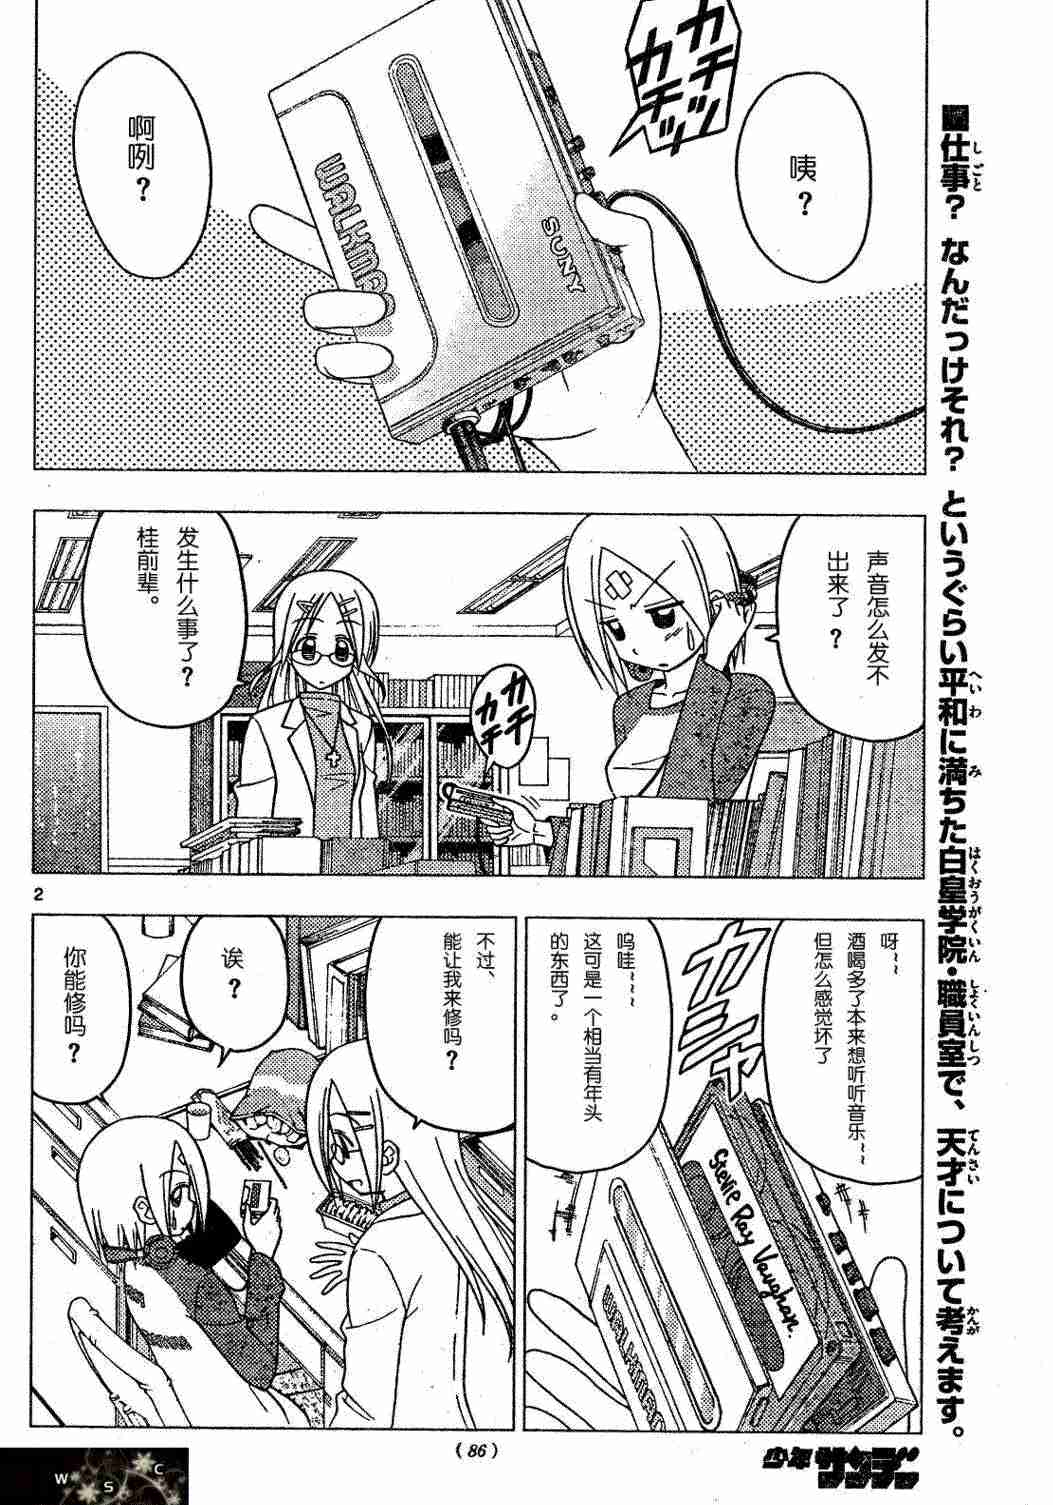 カチッ
カチッ
咦
？
啊咧
？
WALKMA
SUNY
■仕事？ なんだっけそれ？ というぐらい平和に満ちた白皇学院・職員室で、天才について考えます。
声音怎么发不
出来了？
发生什么事了？
桂前辈。
カチ
カチ
2
呀~~
酒喝多了本来想听听音乐~~
但怎么感觉坏了
呜哇~~~
这可是一个相当有年头
的东西了。
カシャ
Stevie Ray Vaughan.
WALKMA
不过、
能让我来修吗？
诶
？
你能修吗？
(86)
少年サンデー
W
S
C